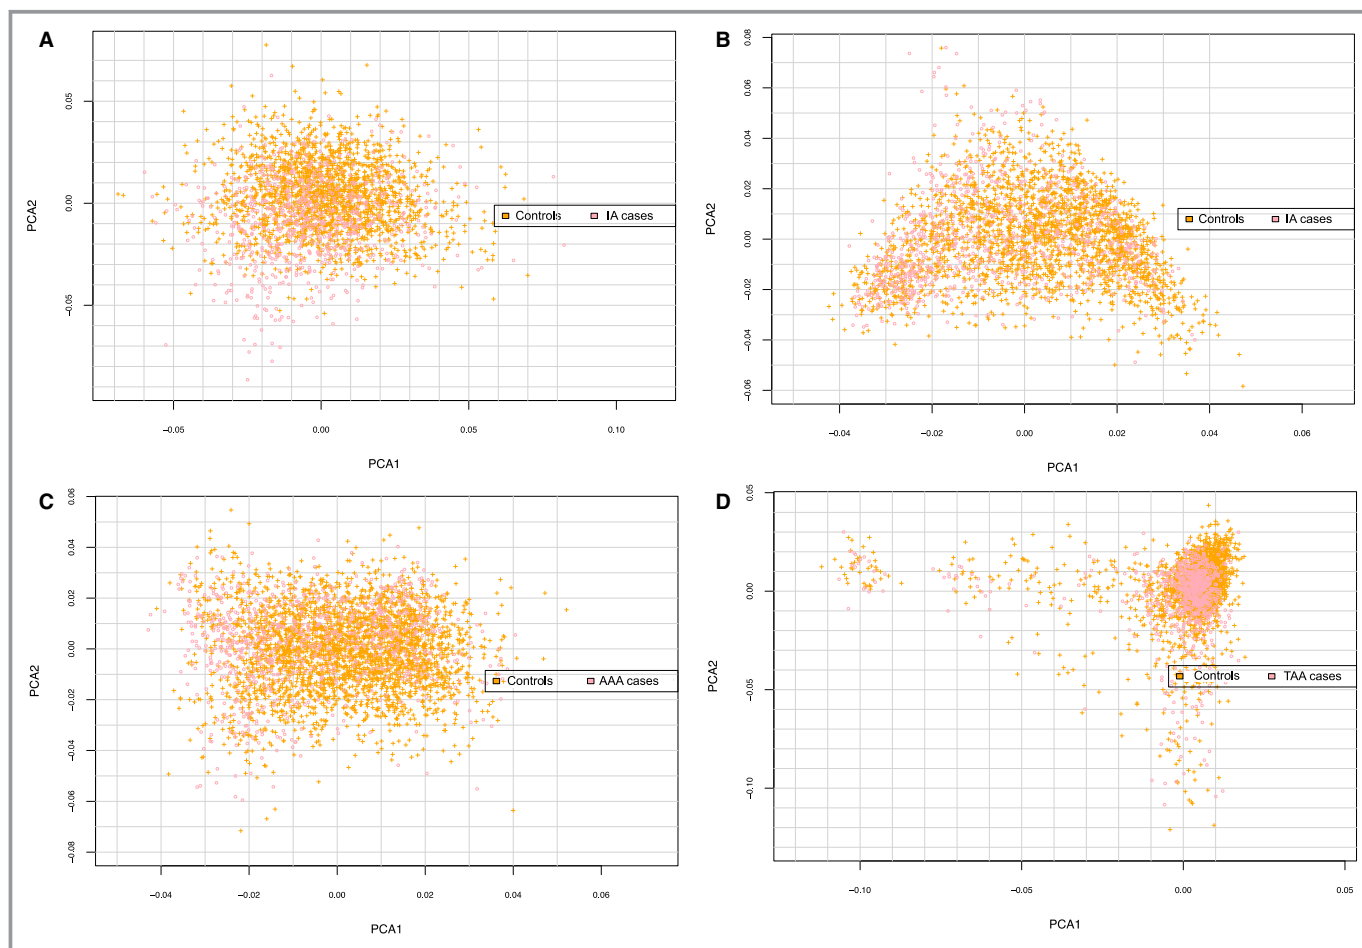 A
0.05
0.00
−0.05
PCA2
Controls IA cases
−0.05 0.00 0.05 0.10
PCA1
B
0.08
0.06
0.04
0.02
0.00
−0.02
−0.04
−0.06
PCA2
Controls IA cases
−0.04 −0.02 0.00 0.02 0.04 0.06
PCA1
C
0.06
0.04
0.02
0.00
−0.02
−0.04
−0.06
−0.08
PCA2
Controls AAA cases
−0.04 −0.02 0.00 0.02 0.04 0.06
PCA1
D
0.05
0.00
−0.05
−0.10
PCA2
Controls TAA cases
−0.10 −0.05 0.00 0.05
PCA1